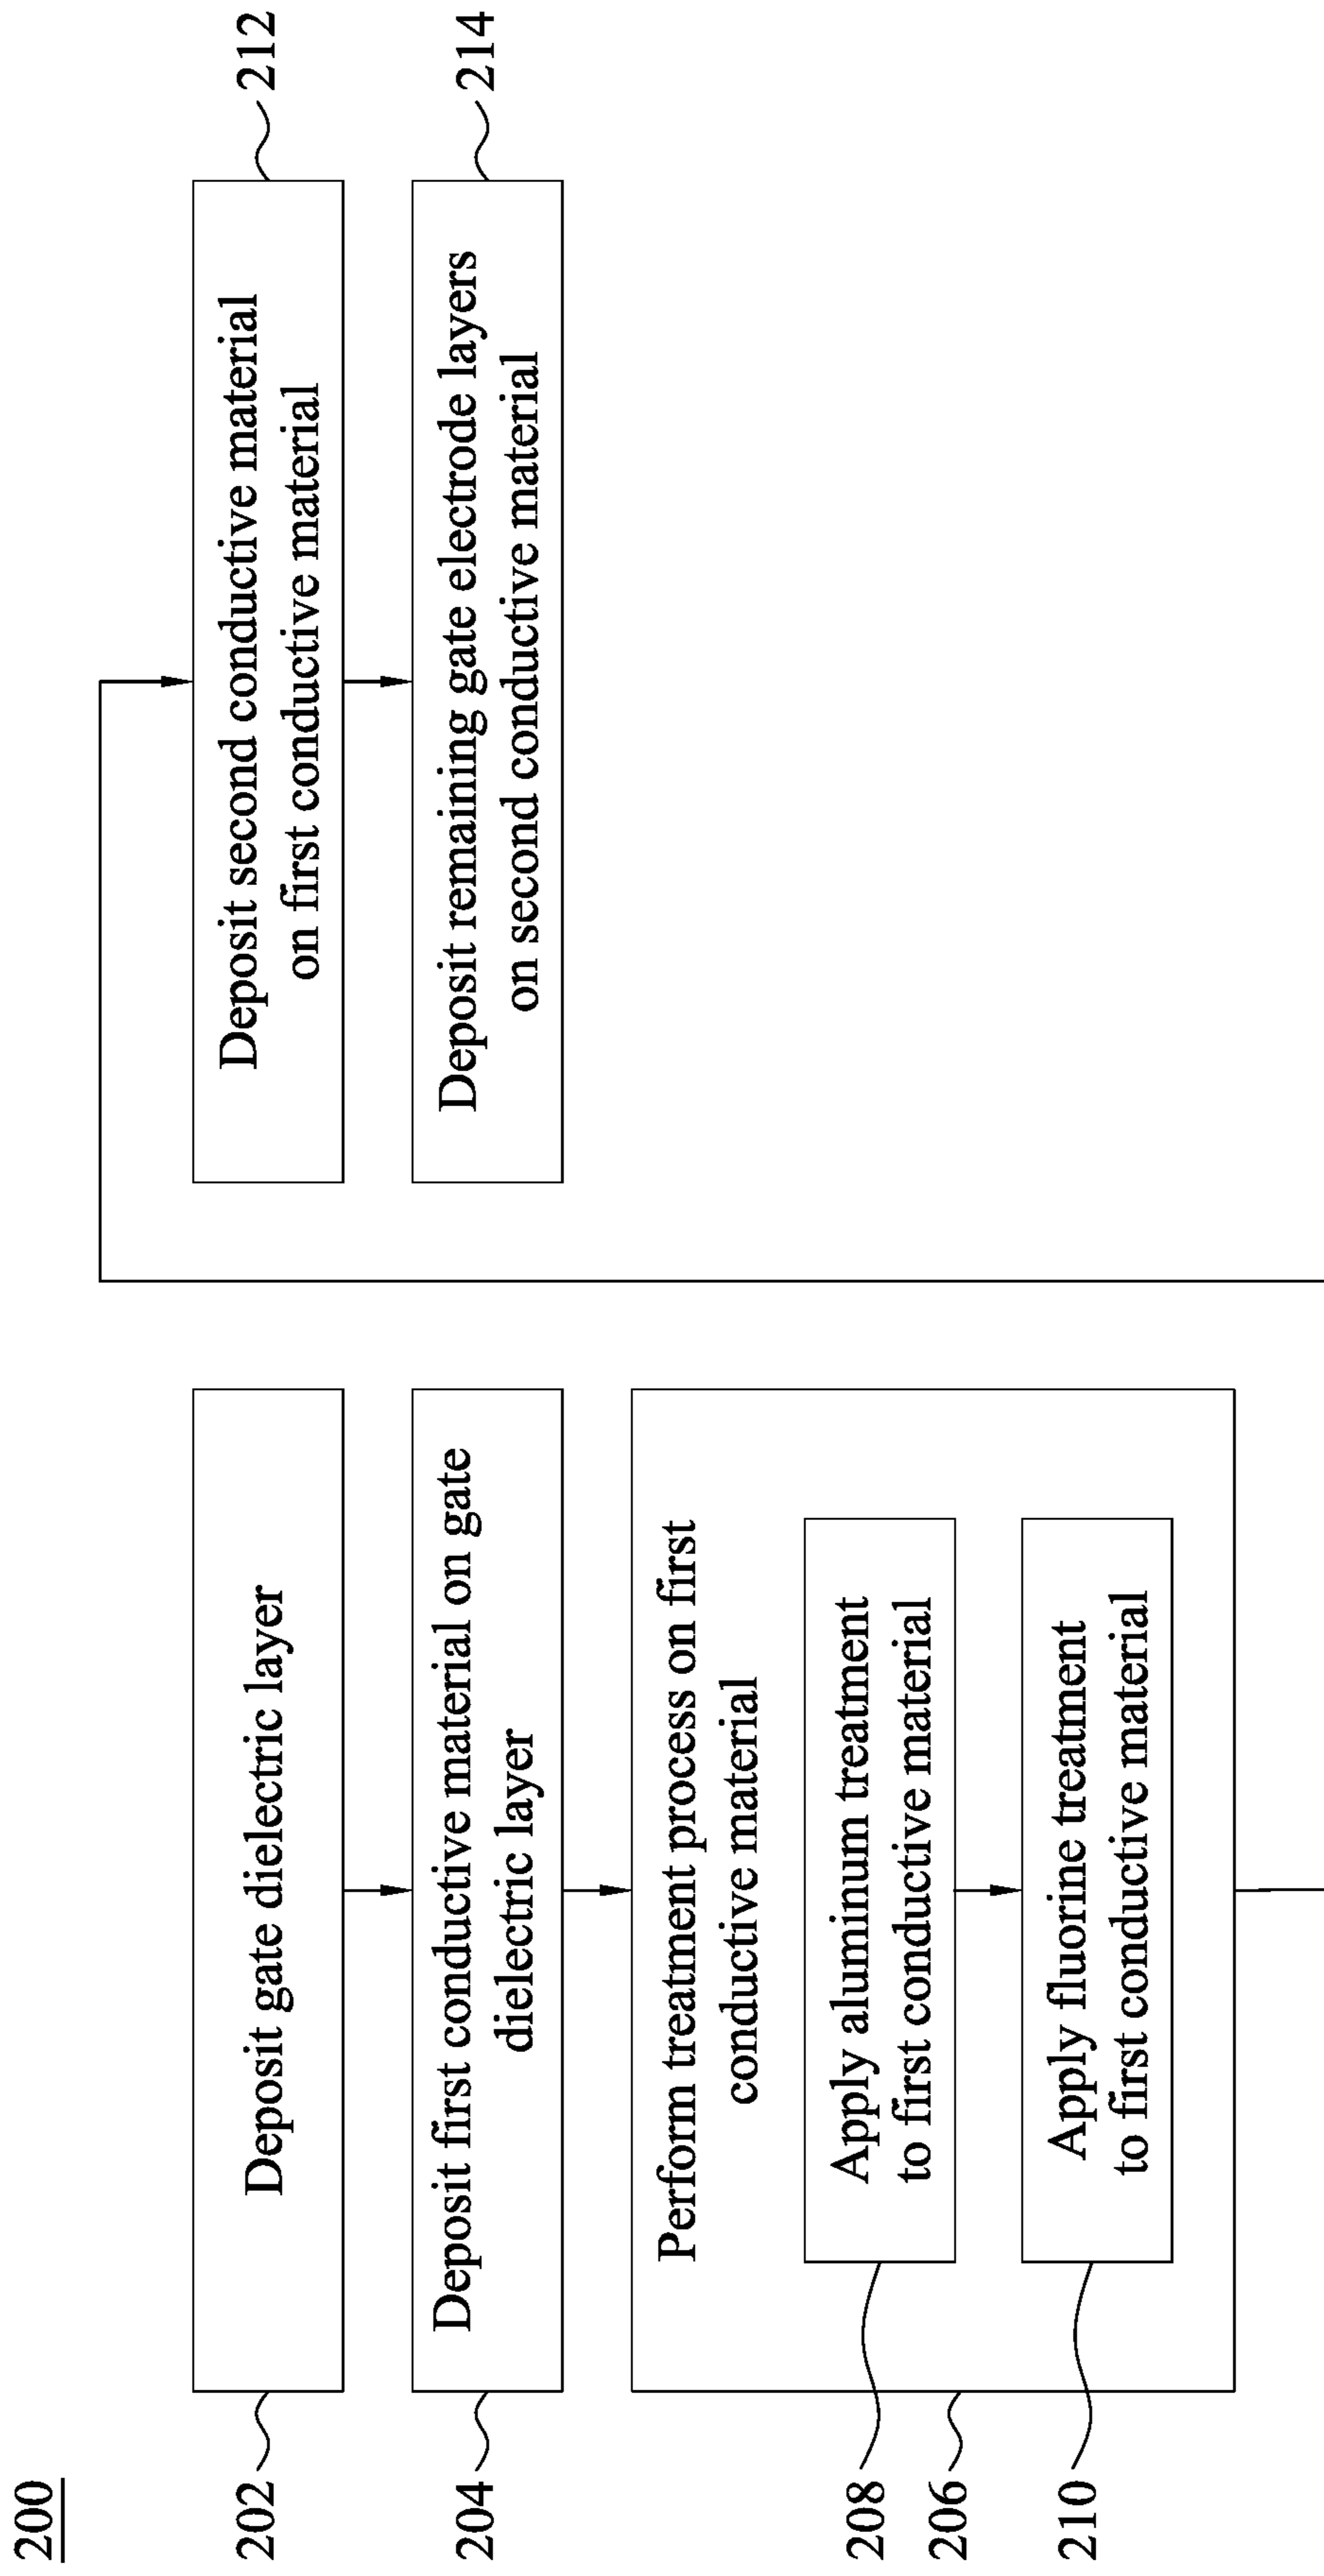 200
202
Deposit gate dielectric layer
204
Deposit first conductive material on gate
dielectric layer
206
Perform treatment process on first
conductive material
208
Apply aluminum treatment
to first conductive material
210
Apply fluorine treatment
to first conductive material
Deposit second conductive material
on first conductive material
212
Deposit remaining gate electrode layers
on second conductive material
214